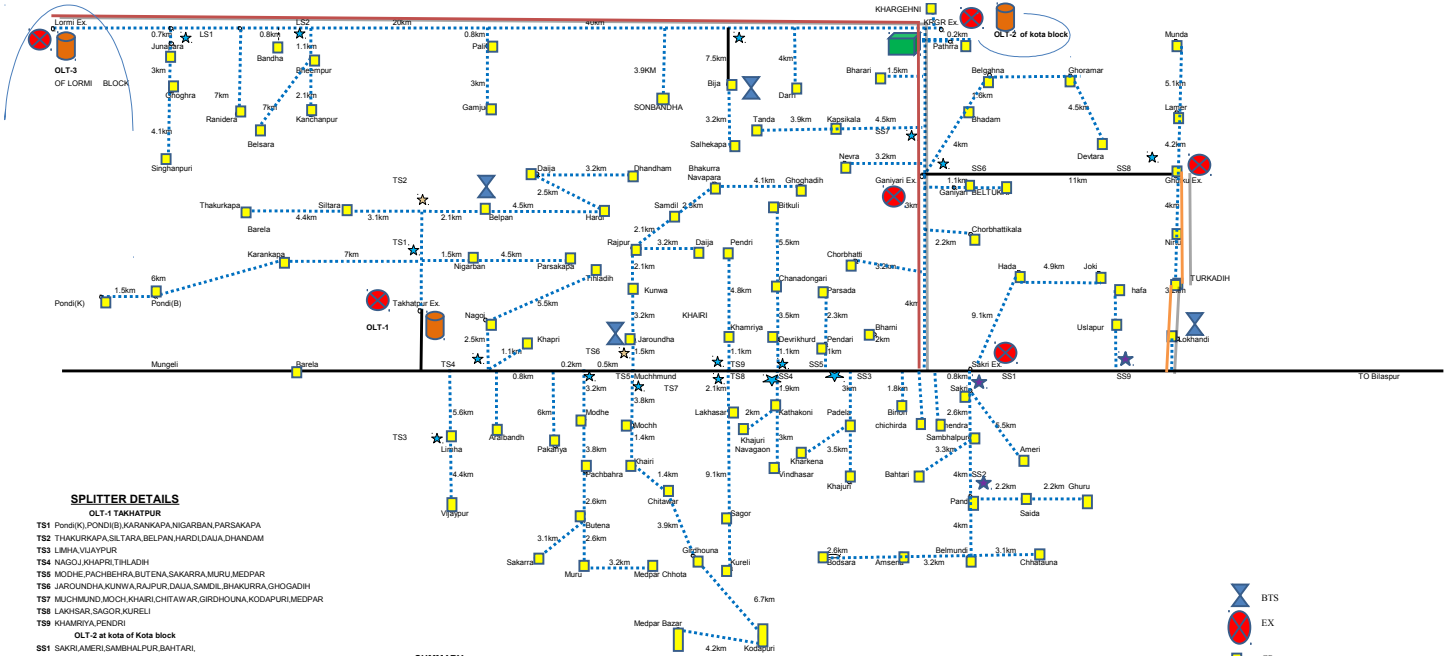 KHARGEHNI
Lormi Ex. 20km 40km KRGR Ex.
LS2
0.7km LS1 0.8km 0.8km 0.2km
OLT-2 of kota block
Junapara 1.1km Pali Pathrra Munda
Bandha Bheempur
OLT-3
OF LORMI BLOCK
3km 7.5km 4km
3.9KM Bharari 1.5km Belgahna Ghoramar
Ghoghra 7km 2.1km 3km Bija Darri 1.6km 5.1km
Ranidera 7km Kanchanpur Gamju SONBANDHA 4.5km Lamer
Belsara Bhadam
4.1km 3.2km Tanda 3.9km Kapsikala 4.5km
SS7
Salhekapa 4km Devtara 4.2km
Singhanpuri Nevra 3.2km
Daija 3.2km Dhandham Bhakurra
Navapara 4.1km Ghoghadih
SS6 SS8
TS2 2.5km Ganiyari Ex. 1.1km 11km
Ganiyari BELTUKRI
Thakurkapa Siltara 4.5km Bitkuli 3km 4km
4.4km 3.1km 2.1km Belpan Hardi Samdil
Barela 2.1km 2.2km Chorbhattikala
TS1 Rajpur 3.2km Daija Pendri 5.5km
Karankapa 7km 1.5km 4.5km Chorbhatti
Nigarban Parsakapa 2.1km 3.2km Hada 4.9km Joki
6km Tihladih Chanadongari TURKADIH
1.5km Kunwa 4.8km Parsada hafa
Pondi(K) Pondi(B) Takhatpur Ex. 5.5km 4km
Nagoj 3.2km KHAIRI 3.5km 2.3km 9.1km
OLT-1 Uslapur
2.5km Khapri Jaroundha Khamriya Devrikhurd Pendari Bharni
2km Lokhandi
1.1km TS6 1.5km 1.1km 1.1km 1km Sakri Ex.
Mungeli Barela TS4 0.2km 0.5km TS9 SS5
0.8km TS5 Muchhmund TS8 SS4 SS3 0.8km SS1 SS9 TO Bilaspur
3.2km TS7 2.1km 1.9km 3km 1.8km Sakri
5.6km 6km Modhe 3.8km Lakhasar 2km Kathakoni Padela Binori 2.6km
chichirda
TS3 Mochh Khajuri
Navagaon Sambhalpuri 5.5km
Limha Pakariya 1.4km 3km 3.3km Ameri
3.8km Khairi Kharkena 3.5km
4.4km Pachbahra 1.4km 9.1km Vindhasar Khajuri Bahtari 4km SS2
2.2km 2.2km Ghuru
SPLITTER DETAILS
Vijaypur 2.6km Chitawar Pand Saida
OLT-1 TAKHATPUR
TS1 Pondi(K),PONDI(B),KARANKAPA,NIGARBAN,PARSAKAPA
Butena 3.9km Sagor 4km
TS2 THAKURKAPA,SILTARA,BELPAN,HARDI,DAIJA,DHANDAM
3.1km 2.6km
TS3 LIMHA,VIJAYPUR
Sakarra Girdhouna 2.6km Belmundi 3.1km
TS4 NAGOJ,KHAPRI,TIHLADIH
Muru 3.2km Medpar Chhota Kureli Bodsara Amsena 3.2km Chhatauna
TS5 MODHE,PACHBEHRA,BUTENA,SAKARRA,MURU,MEDPAR
TS6 JAROUNDHA,KUNWA,RAJPUR,DAIJA,SAMDIL,BHAKURRA,GHOGADIH
TS7 MUCHMUND,MOCH,KHAIRI,CHITAWAR,GIRDHOUNA,KODAPURI,MEDPAR
6.7km BTS
TS8 LAKHSAR,SAGOR,KURELI
TS9 KHAMRIYA,PENDRI
Medpar Bazar EX
OLT-2 at kota of Kota block
SS1 SAKRI,AMERI,SAMBHALPUR,BAHTARI,
4.2km Kodapuri